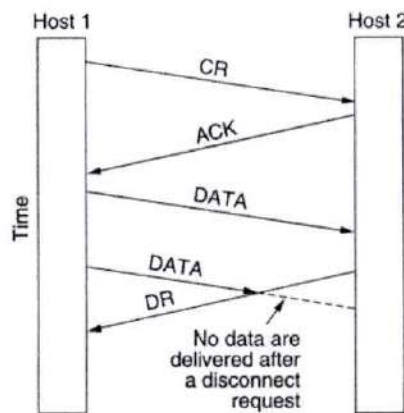 Host 1
Host 2
CR
ACK
Time
DATA
DATA
DR
No data are
delivered after
a disconnect
request